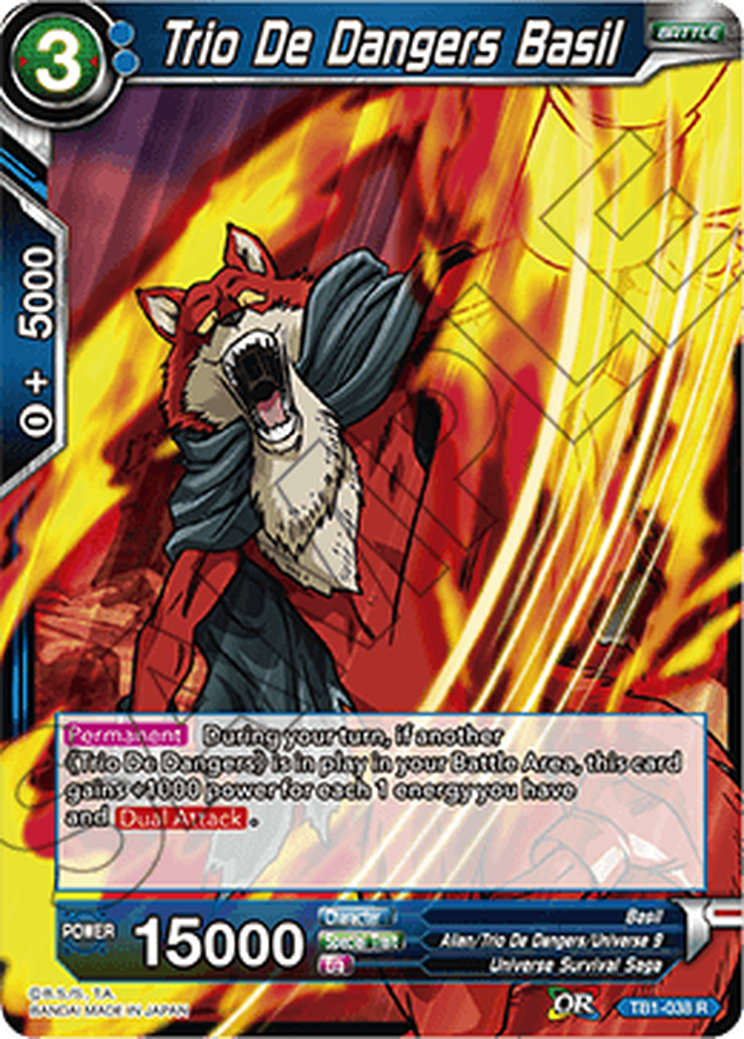 3
Trio De Dangers Basil
BATTLE
0 + 5000
SAMPLE
Permanent During your turn, if another
《Trio De Dangers》 is in play in your Battle Area, this card
gains +1000 power for each 1 energy you have
and Dual Attack.
POWER 15000
Character Basil
Special Trait Alien/Trio De Dangers/Universe 9
Era Universe Survival Saga
©B.S./S., T.A.
BANDAI MADE IN JAPAN
TB1-038 R